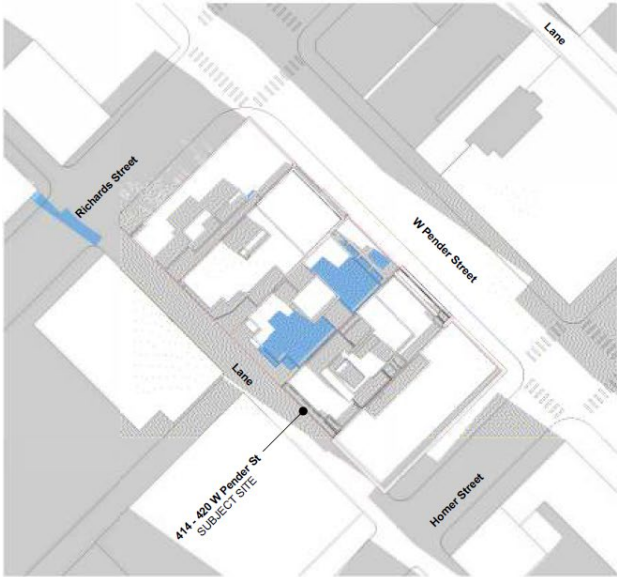 Lane
Richards Street
W Pender Street
Lane
414 - 420 W Pender St
SUBJECT SITE
Homer Street